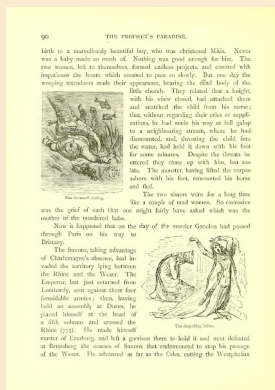 90
THE PROPHET'S PARADISE.
birth to a marvellously beautiful boy, who was christened Mitis. Never
was a baby made so much of. Nothing was good enough for him. The
two women, left to themselves, formed endless projects, and counted with
impatience the hours which seemed to pass so slowly. But one day the
weeping attendants made their appearance, bearing the dead body of the
little cherub. They related that a knight,
with his visor closed, had attacked them
and snatched the child from his nurse;
that, without regarding their cries or suppli-
cations, he had made his way at full gallop
to a neighbouring stream, where he had
dismounted, and, throwing the child into
the water, had held it down with his foot
for some minutes. Despite the threats he
uttered they came up with him, but too
late. The monster, having lifted the corpse
ashore with his foot, remounted his horse
and fled.
The two sisters were for a long time
like a couple of mad women. So excessive
was the grief of each that one might fairly have asked which was the
mother of the murdered babe.
Now it happened that on the day of the murder Ganelon had passed
through Paris on his way to
Brittany.
The Saxons, taking advantage
of Charlemagne's absence, had in-
vaded the territory lying between
the Rhine and the Weser. The
Emperor, but just returned from
Lombardy, sent against them four
formidable armies; then, having
held an assembly at Duren, he
placed himself at the head of
a fifth column and crossed the
Rhine (775). He made himself
master of Eresburg, and left a garrison there to hold it, and next defeated
at Brunsberg the masses of Saxons that endeavoured to stop his passage
of the Weser. He advanced as far as the Oder, cutting the Westphalian